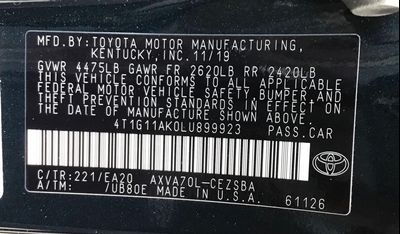 MFD.BY: TOYOTA MOTOR MANUFACTURING,
KENTUCKY, INC. 11/19
GVWR 4475LB GAWR FR 2620LB RR 2420LB
THIS VEHICLE CONFORMS TO ALL APPLICABLE
FEDERAL MOTOR VEHICLE SAFETY, BUMPER, AND
THEFT PREVENTION STANDARDS IN EFFECT ON
THE DATE OF MANUFACTURE SHOWN ABOVE.
4T1G11AK0LU899923 PASS.CAR
C/TR:221/EA20 AXVA70L-CEZSBA
A/TM: /UB80E MADE IN U.S.A. 61126
TOYOTA